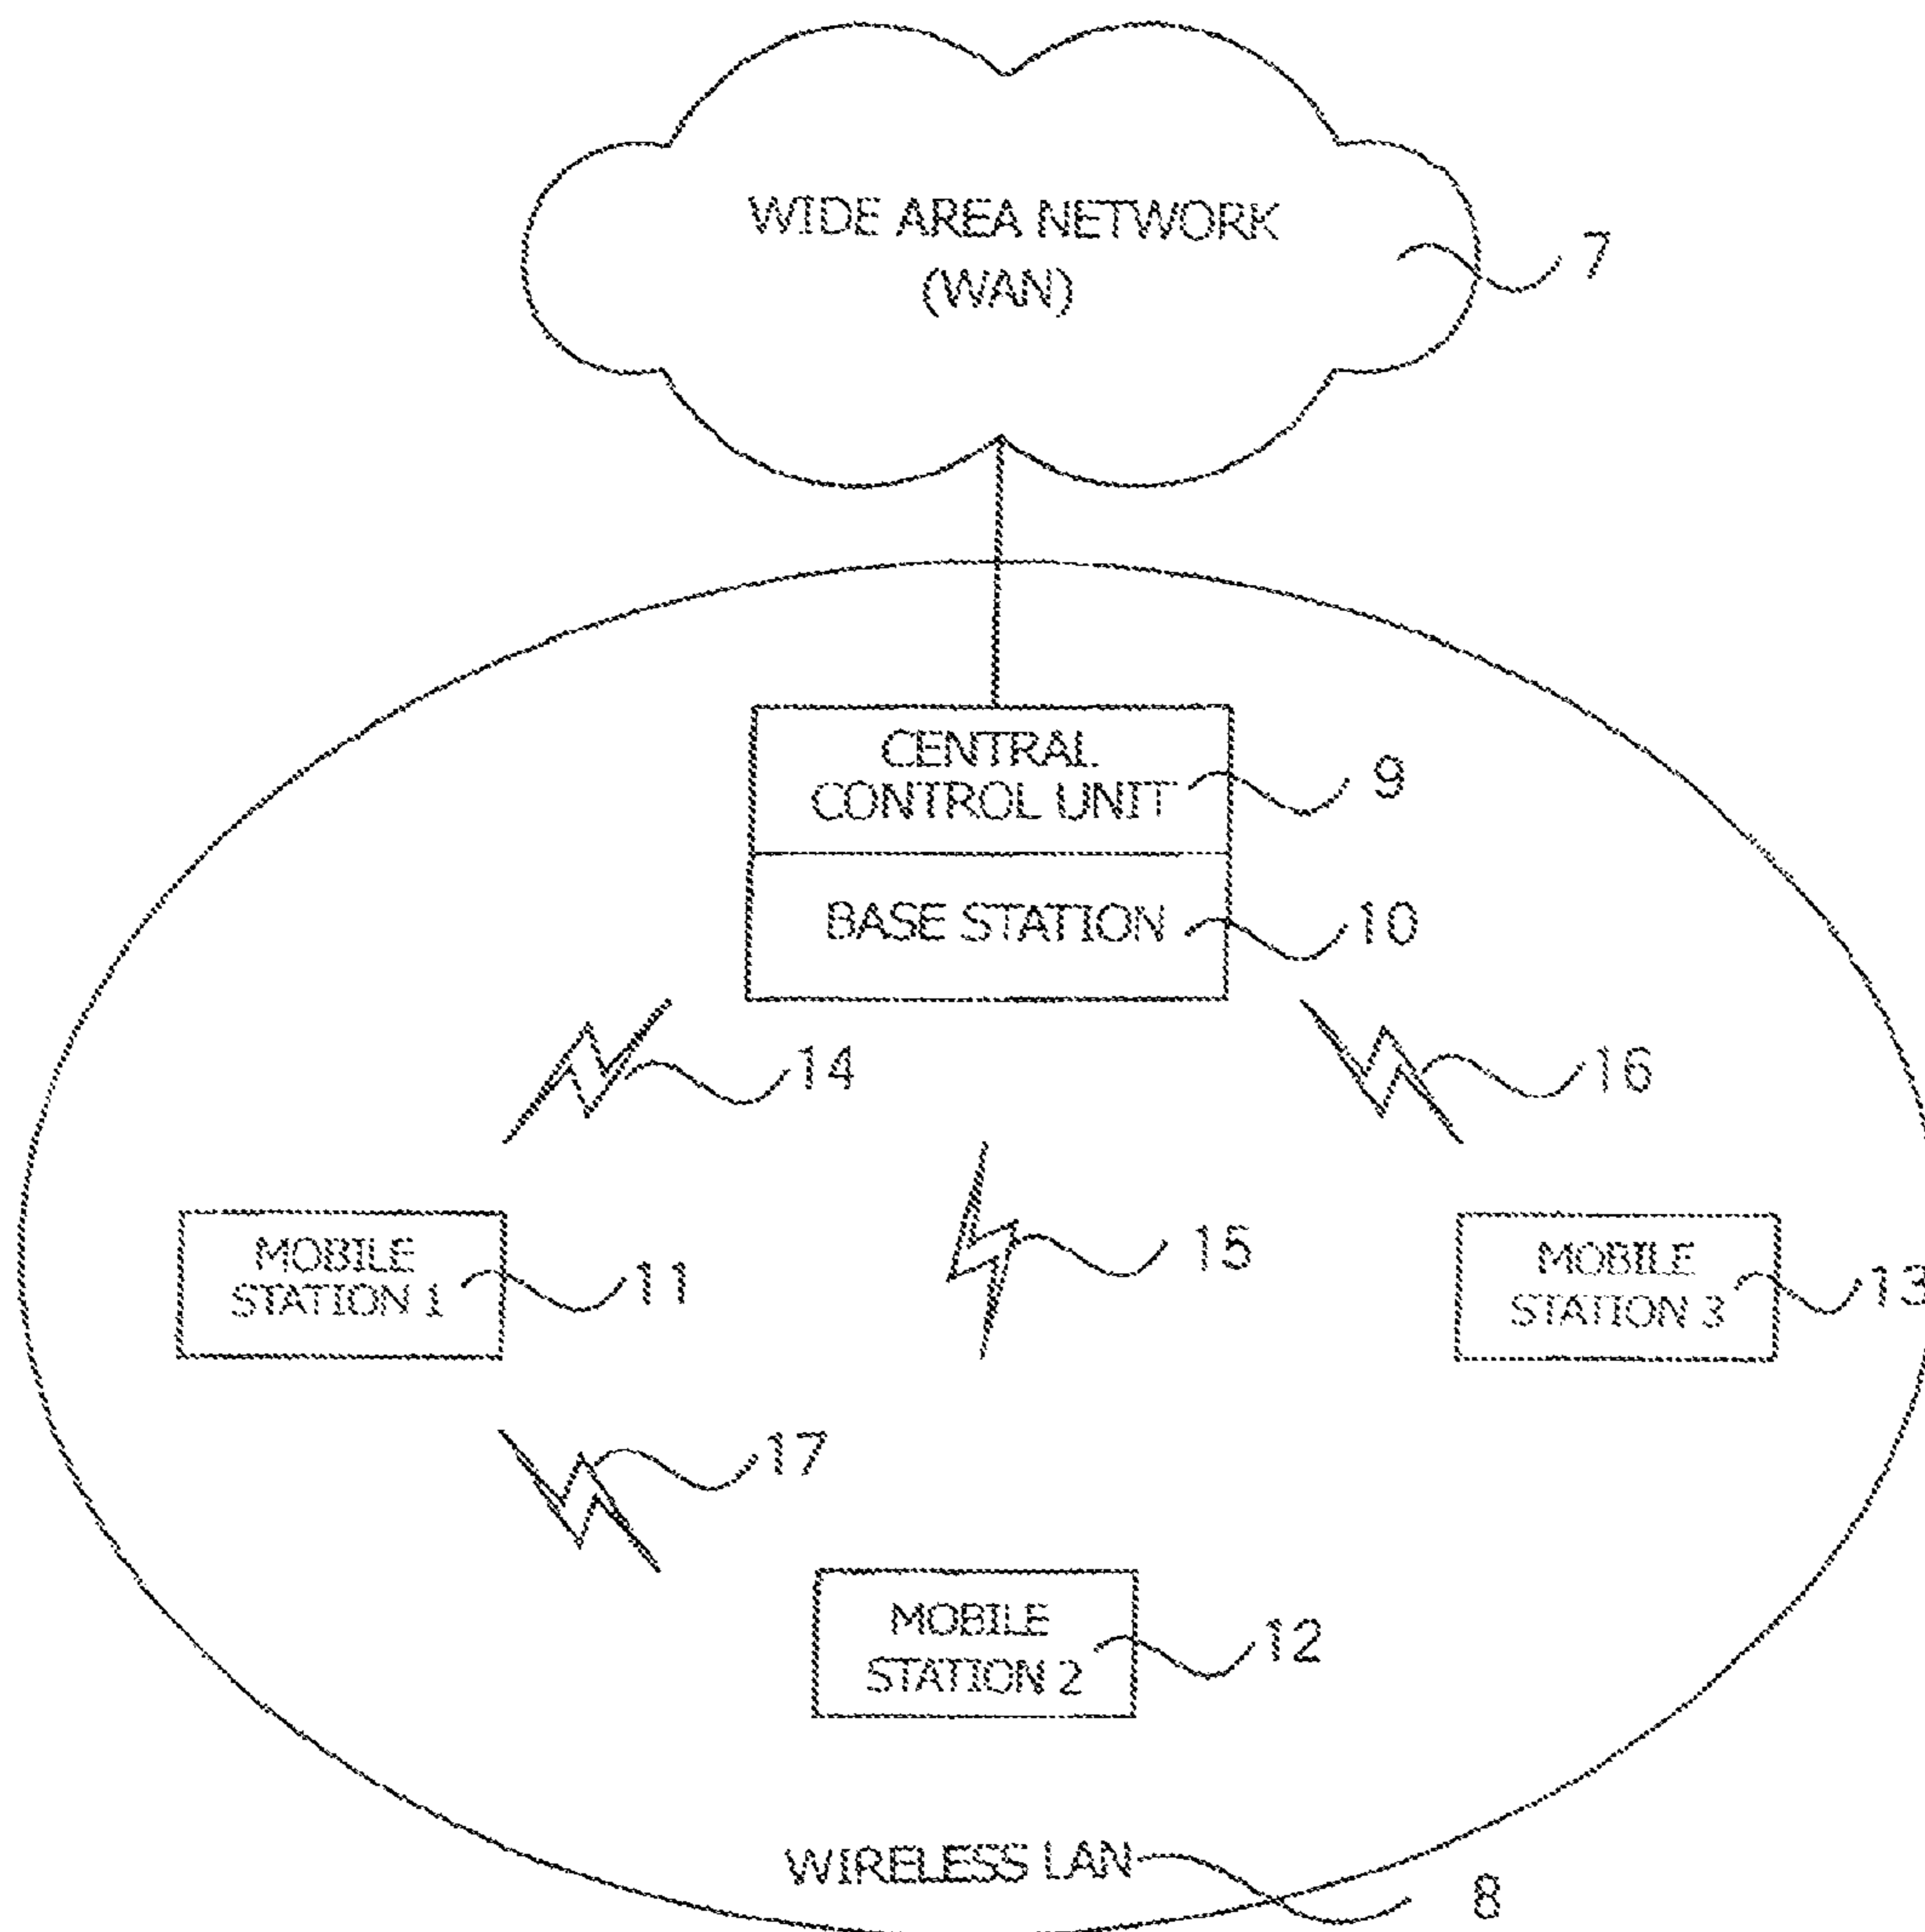 WIDE AREA NETWORK
(WAN)
7
CENTRAL
CONTROL UNIT
9
BASE STATION
10
14
16
15
MOBILE
STATION 1
11
MOBILE
STATION 3
13
17
MOBILE
STATION 2
12
WIRELESS LAN
8